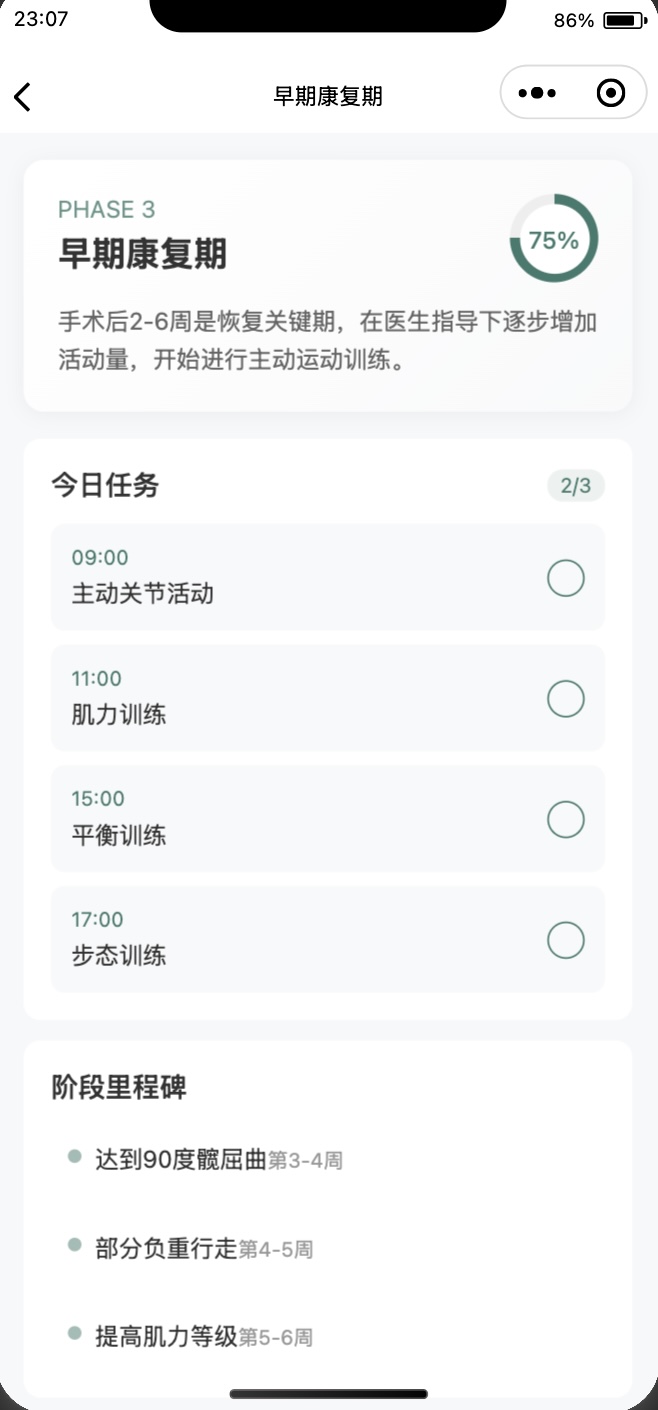 23:07
86%
早期康复期
PHASE 3
早期康复期
75%
手术后2-6周是恢复关键期，在医生指导下逐步增加
活动量，开始进行主动运动训练。
今日任务
2/3
09:00
主动关节活动
11:00
肌力训练
15:00
平衡训练
17:00
步态训练
阶段里程碑
达到90度髋屈曲第3-4周
部分负重行走第4-5周
提高肌力等级第5-6周